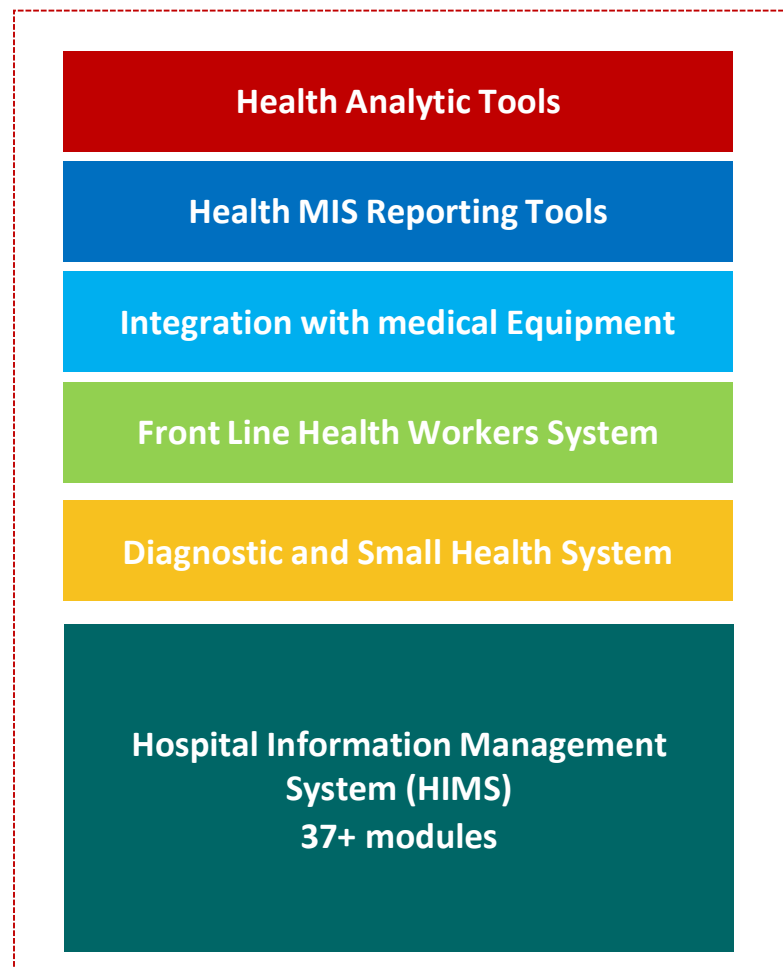 Health Analytic Tools
Health MIS Reporting Tools
Integration with medical Equipment
Front Line Health Workers System
Diagnostic and Small Health System
Hospital Information Management
System (HIMS)
37+ modules